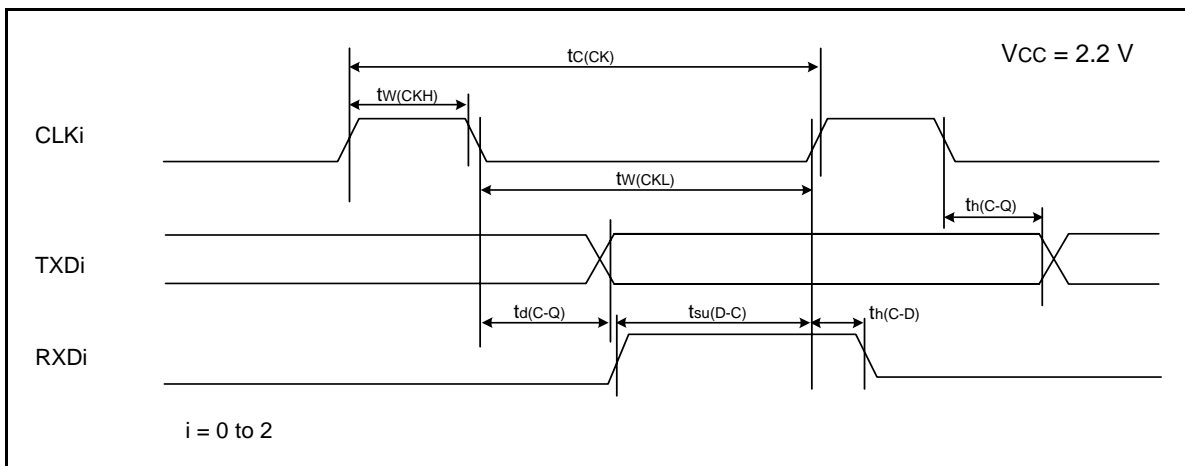 tC(CK)
VCC = 2.2 V
tW(CKH)
CLKi
tW(CKL)
th(C-Q)
TXDi
td(C-Q)
tsu(D-C)
th(C-D)
RXDi
i = 0 to 2